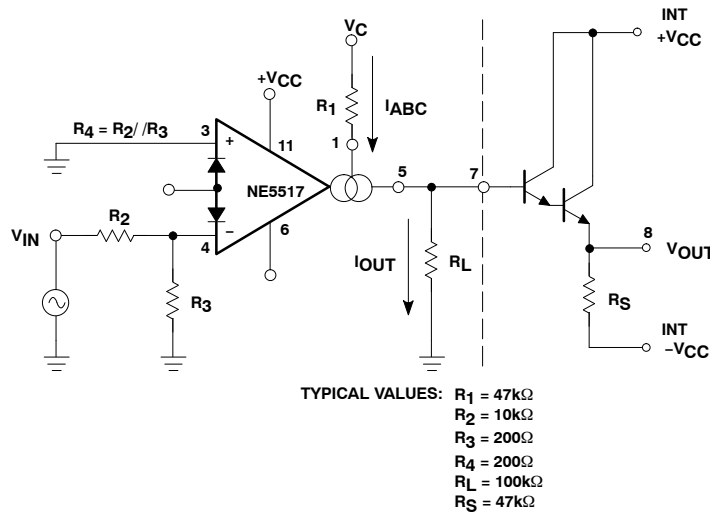 VC
INT
+VCC
+VCC
R1
IABC
R4 = R2/ /R3
3
+
11
1
NE5517
5
7
R2
VIN
4
−
6
8
VOUT
IOUT
RL
R3
RS
INT
−VCC
TYPICAL VALUES:
R1 = 47kΩ
R2 = 10kΩ
R3 = 200Ω
R4 = 200Ω
RL = 100kΩ
RS = 47kΩ